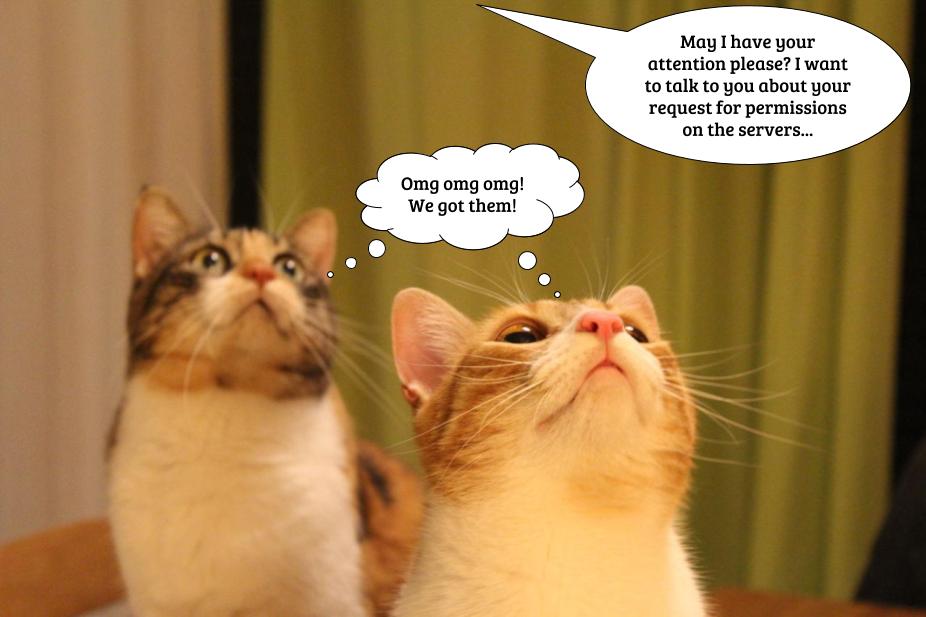 May I have your
attention please? I want
to talk to you about your
request for permissions
on the servers...
Omg omg omg!
We got them!